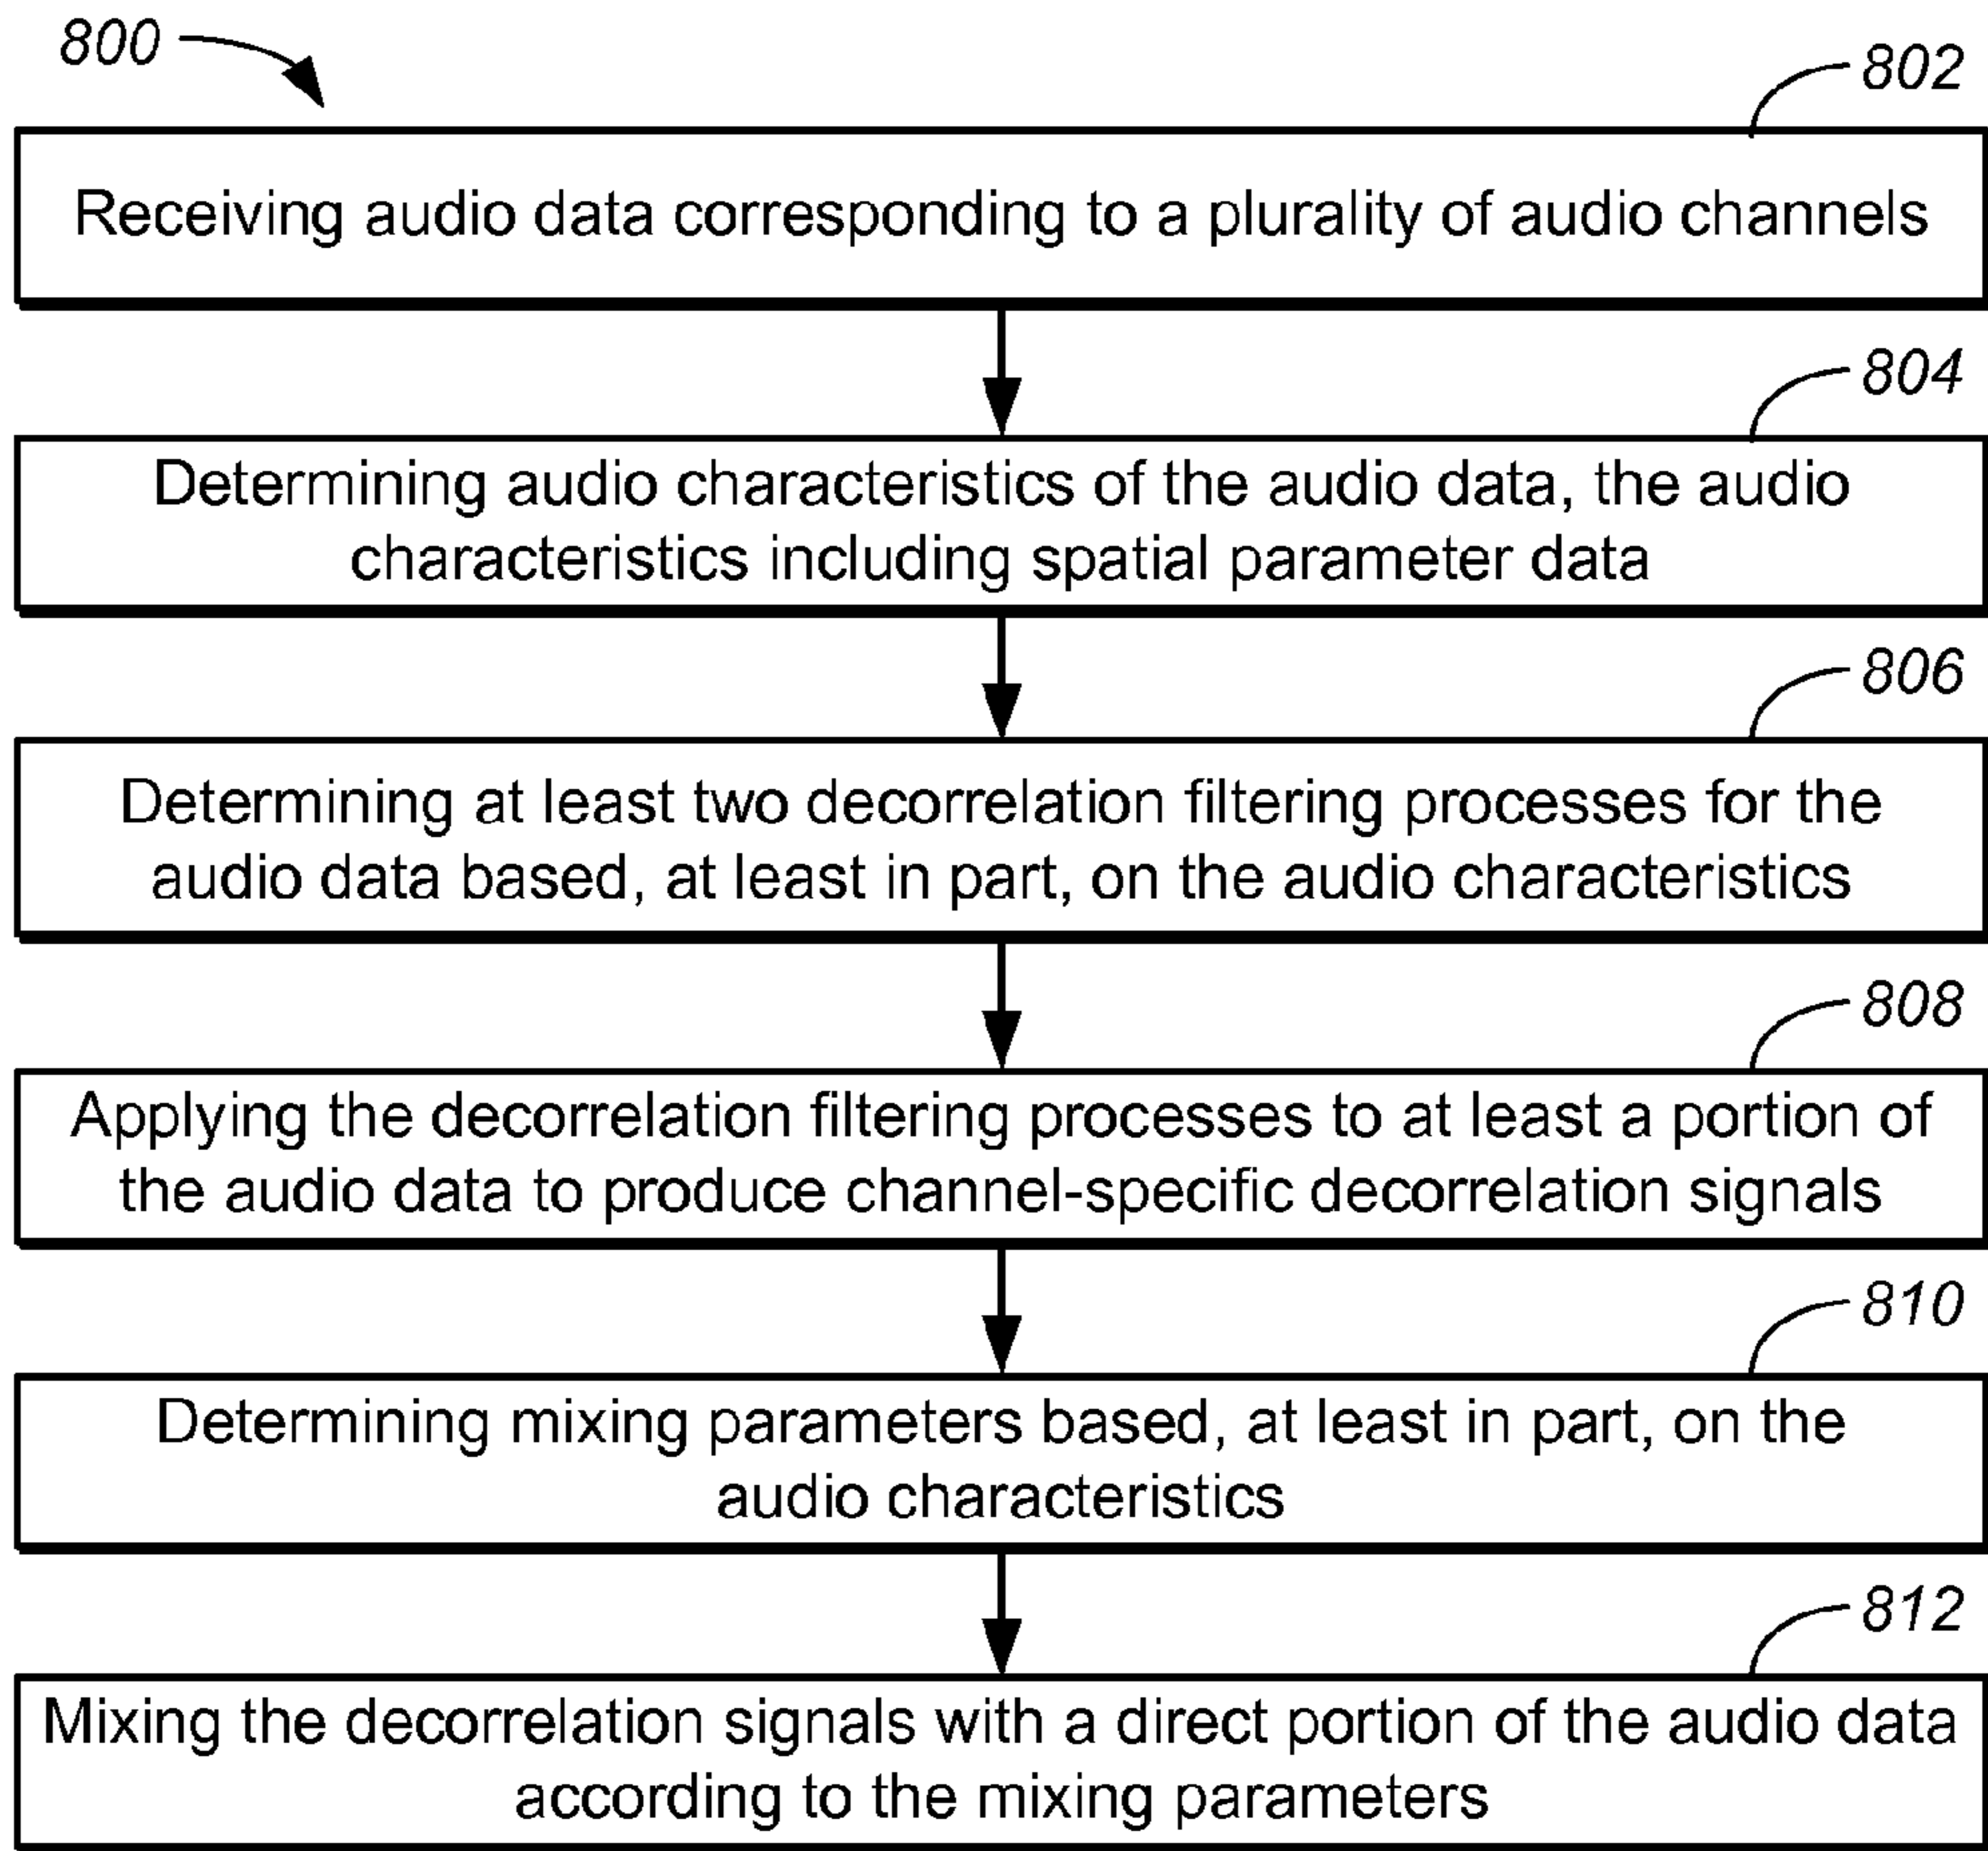 800
802
Receiving audio data corresponding to a plurality of audio channels
804
Determining audio characteristics of the audio data, the audio
characteristics including spatial parameter data
806
Determining at least two decorrelation filtering processes for the
audio data based, at least in part, on the audio characteristics
808
Applying the decorrelation filtering processes to at least a portion of
the audio data to produce channel-specific decorrelation signals
810
Determining mixing parameters based, at least in part, on the
audio characteristics
812
Mixing the decorrelation signals with a direct portion of the audio data
according to the mixing parameters